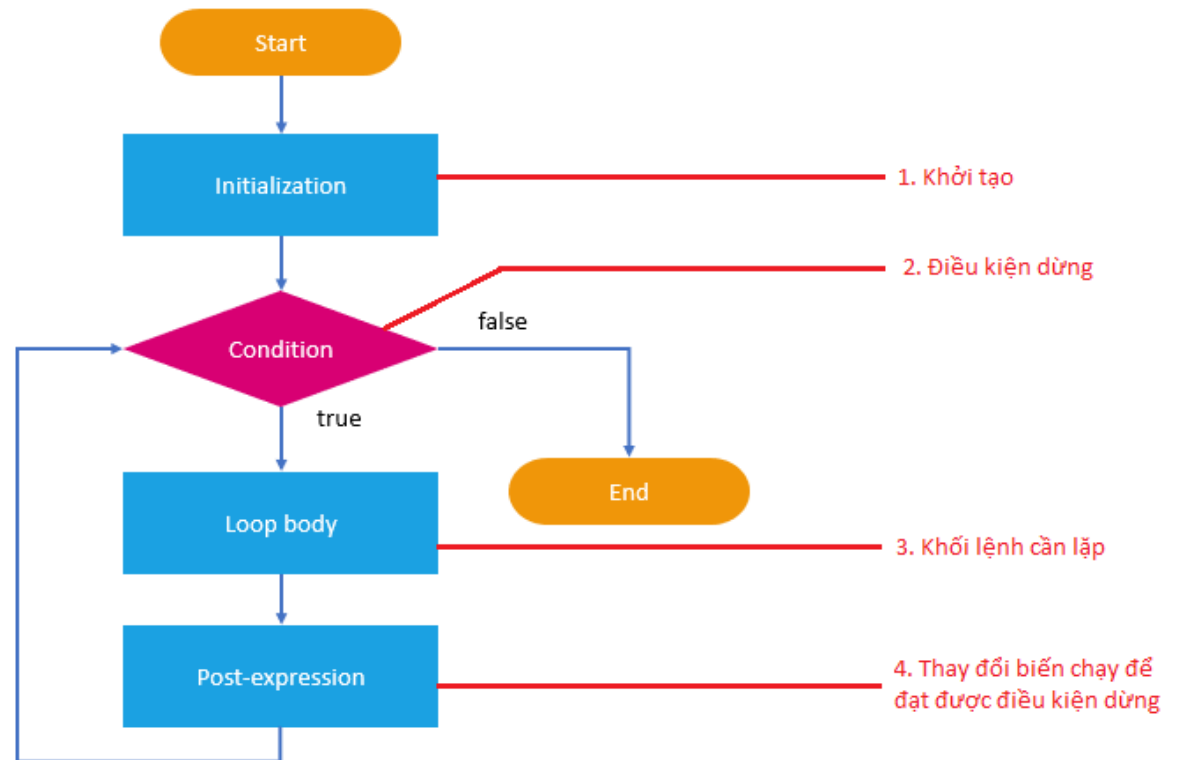 Start
Initialization
1. Khởi tạo
2. Điều kiện dừng
false
Condition
true
End
Loop body
3. Khối lệnh cần lặp
Post-expression
4. Thay đổi biến chạy để
đạt được điều kiện dừng